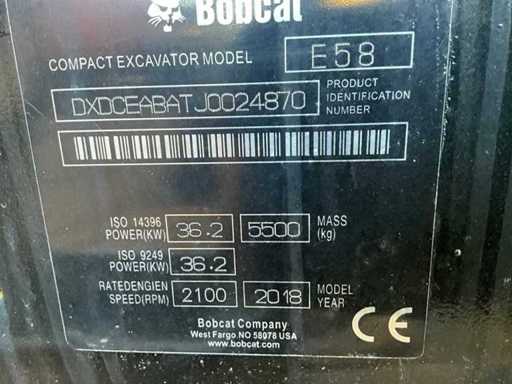 Bobcat
COMPACT EXCAVATOR MODEL E58
DXDCEABATJ0024870 PRODUCT IDENTIFICATION NUMBER
ISO 14396 POWER(KW) 36.2 5500 MASS (kg)
ISO 9249 POWER(KW) 36.2
RATEDENGIEN SPEED(RPM) 2100 2018 MODEL YEAR
Bobcat Company
West Fargo.NO 58078 USA
www.bobcat.com
CE